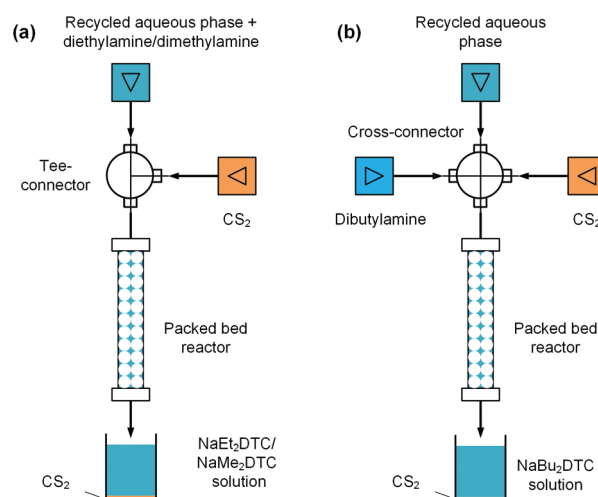 (a)
Recycled aqueous phase +
diethylamine/dimethylamine
Tee-
connector
CS₂
Packed bed
reactor
NaEt₂DTC/
NaMe₂DTC
solution
CS₂
(b)
Recycled aqueous
phase
Cross-connector
Dibutylamine
CS₂
Packed bed
reactor
NaBu₂DTC
solution
CS₂